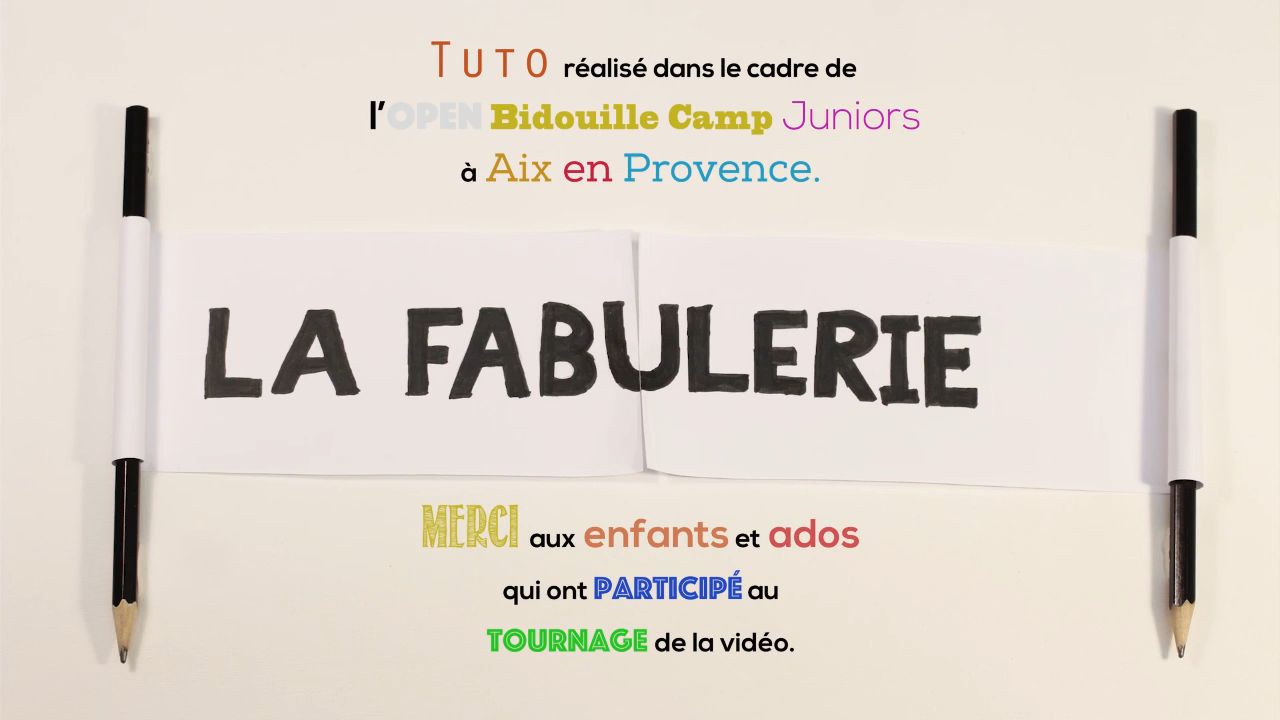 Tuto réalisé dans le cadre de
l'OPEN Bidouille Camp Juniors
à Aix en Provence.
LA FABULERIE
MERCI aux enfants et ados
qui ont PARTICIPÉ au
TOURNAGE de la vidéo.